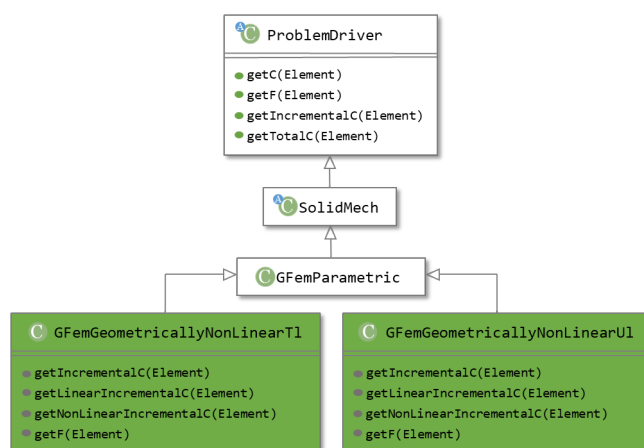 A C ProblemDriver
getC(Element)
getF(Element)
getIncrementalC(Element)
getTotalC(Element)
A C SolidMech
C GFemParametric
C GFemGeometricallyNonLinearTl
getIncrementalC(Element)
getLinearIncrementalC(Element)
getNonLinearIncrementalC(Element)
getF(Element)
C GFemGeometricallyNonLinearUl
getIncrementalC(Element)
getLinearIncrementalC(Element)
getNonLinearIncrementalC(Element)
getF(Element)